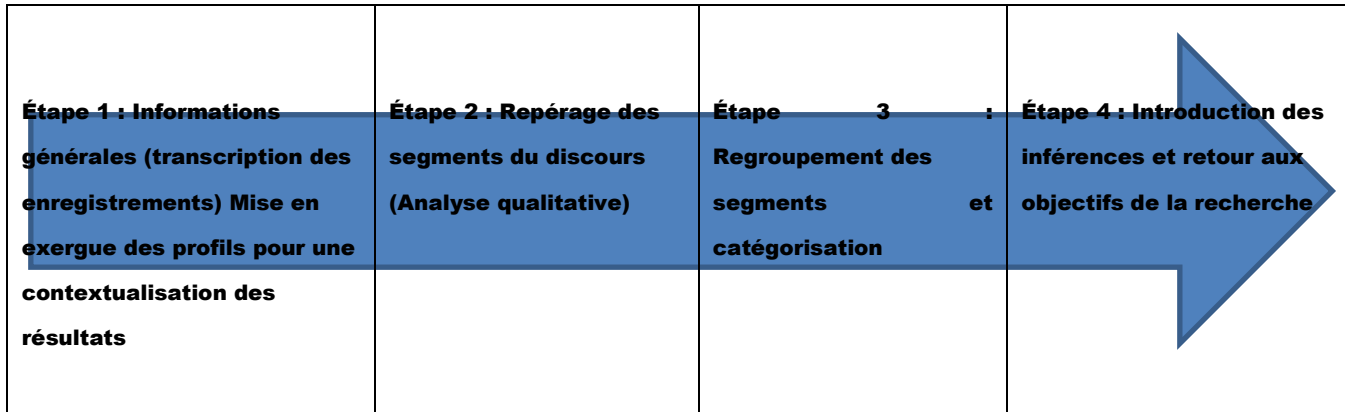 Étape 1 : Informations
générales (transcription des
enregistrements) Mise en
exergue des profils pour une
contextualisation des
résultats
Étape 2 : Repérage des
segments du discours
(Analyse qualitative)
Étape 3 :
Regroupement des
segments et
catégorisation
Étape 4 : Introduction des
inférences et retour aux
objectifs de la recherche